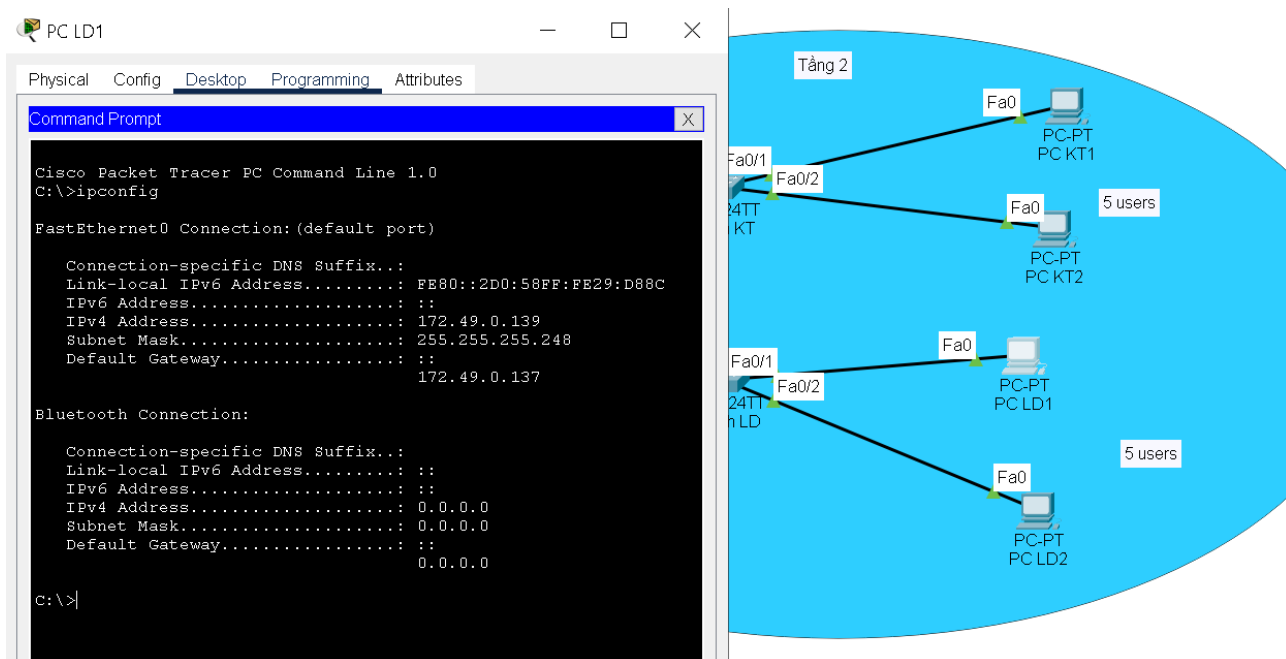 PC LD1
Physical Config Desktop Programming Attributes
Command Prompt
X
Cisco Packet Tracer PC Command Line 1.0
C:\>ipconfig
FastEthernet0 Connection:(default port)
Connection-specific DNS Suffix..:
Link-local IPv6 Address.........: FE80::2D0:58FF:FE29:D88C
IPv6 Address....................: ::
IPv4 Address....................: 172.49.0.139
Subnet Mask.....................: 255.255.255.248
Default Gateway.................: ::
172.49.0.137
Bluetooth Connection:
Connection-specific DNS Suffix..:
Link-local IPv6 Address.........: ::
IPv6 Address....................: ::
IPv4 Address....................: 0.0.0.0
Subnet Mask.....................: 0.0.0.0
Default Gateway.................: ::
0.0.0.0
C:\>
Tầng 2
Fa0
PC-PT
PC KT1
Fa0/1
Fa0/2
24TT
KT
Fa0
5 users
PC-PT
PC KT2
Fa0
Fa0/1
Fa0/2
24TT
h LD
PC-PT
PC LD1
5 users
Fa0
PC-PT
PC LD2